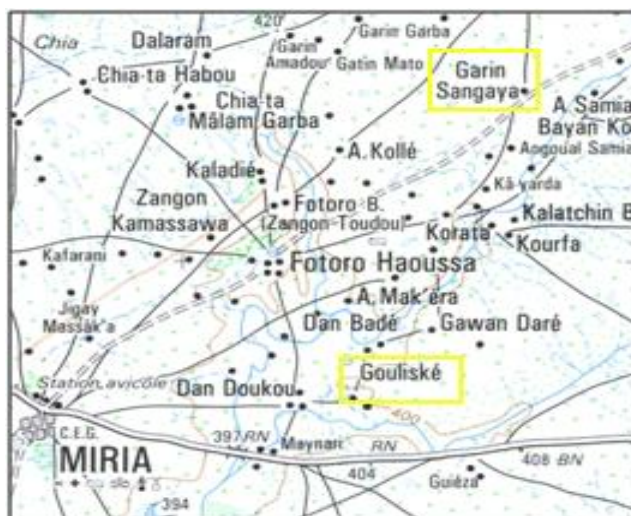 420
Garin Garba
Chia
Dalaram
Garin
Amadou
Gatin Mato
Garin
Sangaya
Chia-ta Habou
Chia-ta
Mâlam Garba
A. Samia
Bayan Ko
Aogoual Samia
A. Kollé
Kaladié
Kâ-yarda
Zangon
Kamassawa
Fotoro B.
(Zangon-Toudou)
Kalatchin B
Korata
Kourfa
Kafarani
Fotoro Haoussa
A. Mak'éra
Jigay
Massak'a
Dan Badé
Gawan Daré
Gouliské
Station avicole
Dan Doukou
400
C.E.G.
397 RN
Maynari
RN
MIRIA
404
408 BN
Guiéza
394